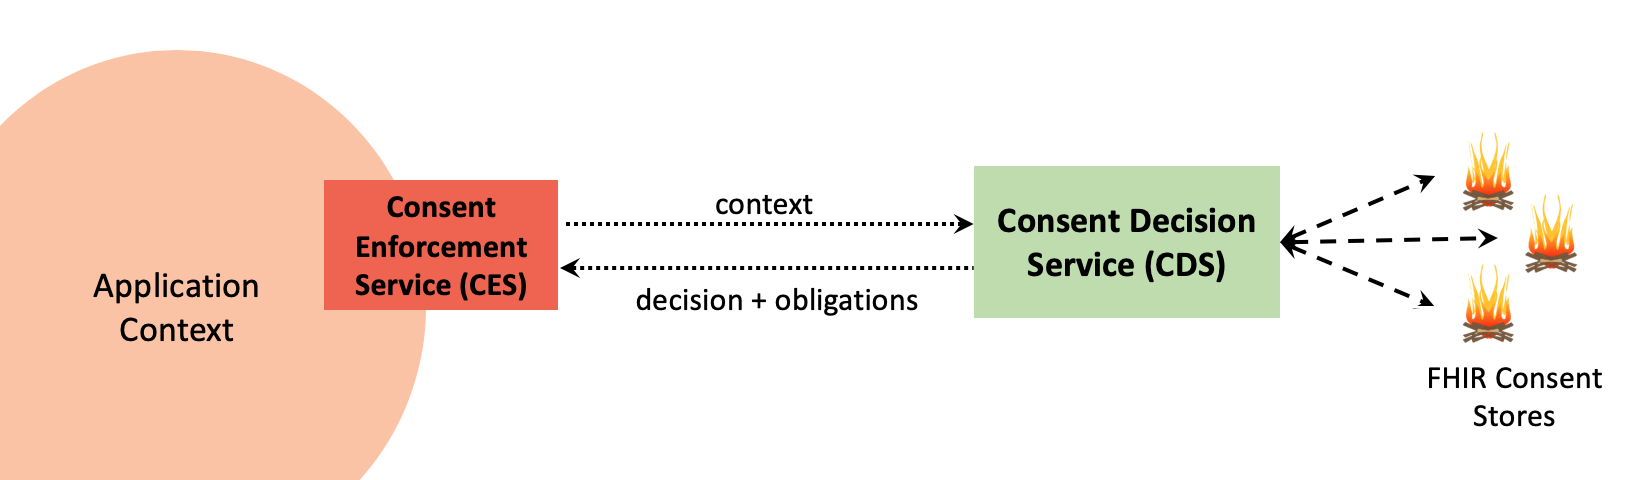 Application
Context
Consent
Enforcement
Service (CES)
context
decision + obligations
Consent Decision
Service (CDS)
FHIR Consent
Stores